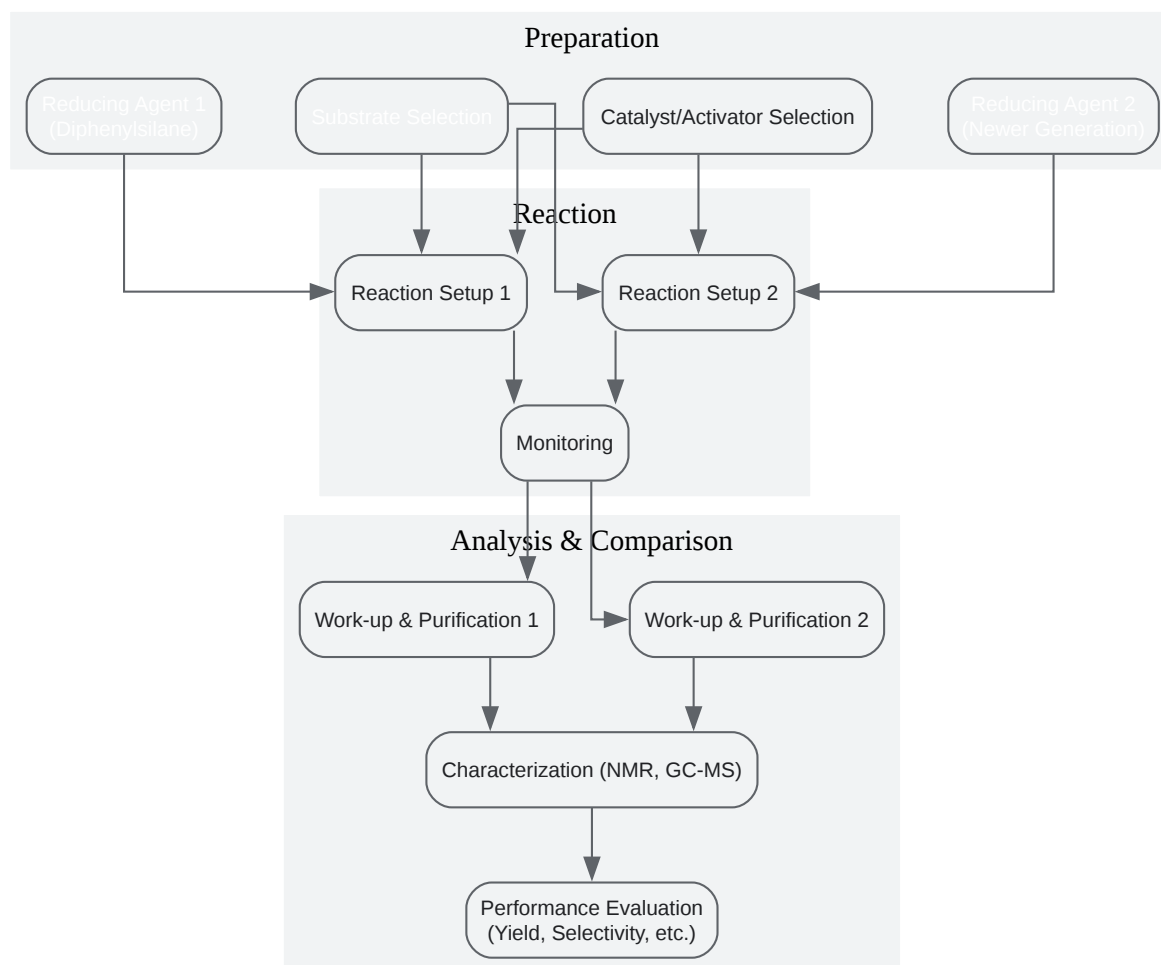 Preparation
Reducing Agent 1
(Diphenylsilane)
Substrate Selection
Catalyst/Activator Selection
Reducing Agent 2
(Newer Generation)
Reaction
Reaction Setup 1
Reaction Setup 2
Monitoring
Analysis & Comparison
Work-up & Purification 1
Work-up & Purification 2
Characterization (NMR, GC-MS)
Performance Evaluation
(Yield, Selectivity, etc.)